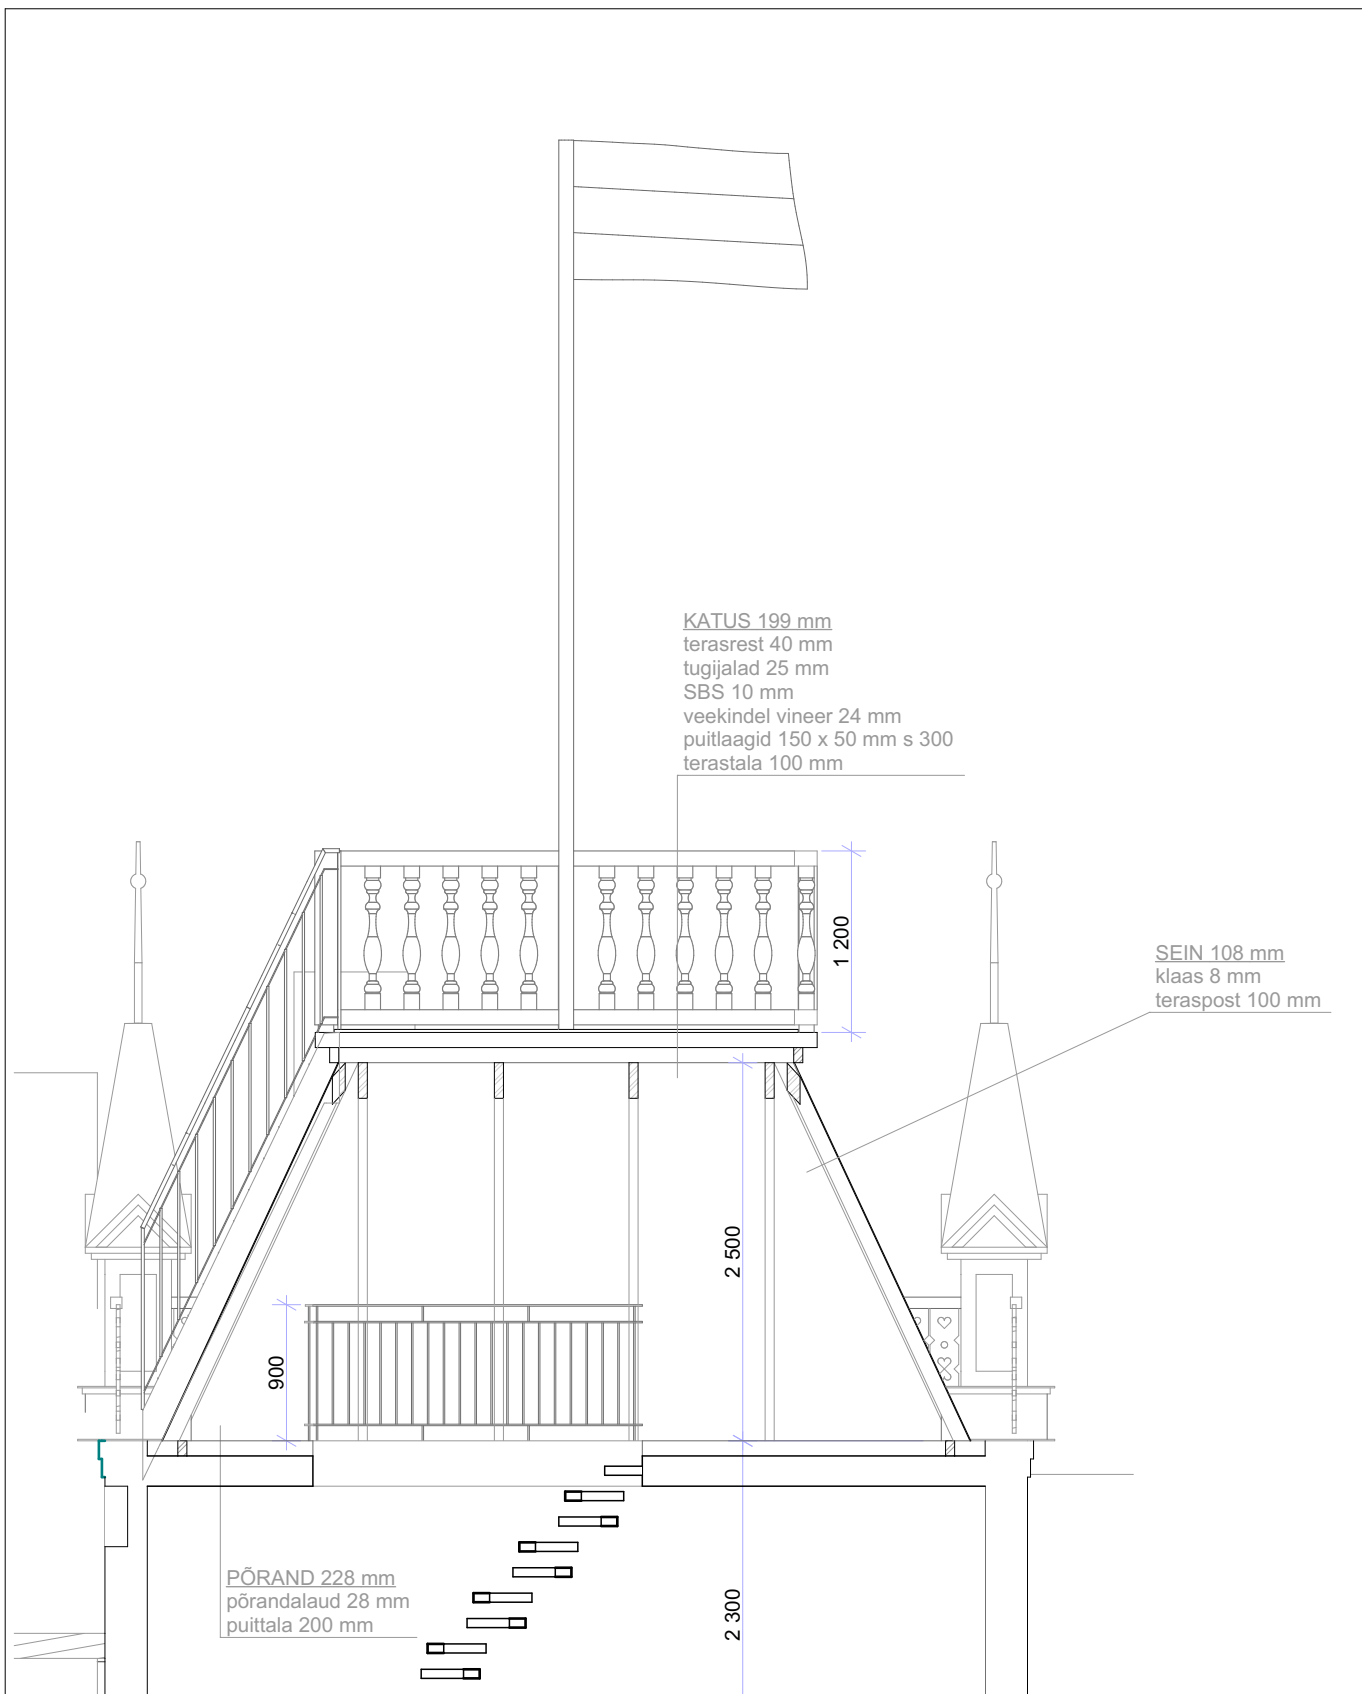 KATUS 199 mm
terasrest 40 mm
tugijalad 25 mm
SBS 10 mm
veekindel vineer 24 mm
puitlaagid 150 x 50 mm s 300
terastala 100 mm
1 200
SEIN 108 mm
klaas 8 mm
teraspost 100 mm
2 500
900
PÕRAND 228 mm
põrandalaud 28 mm
puittala 200 mm
2 300